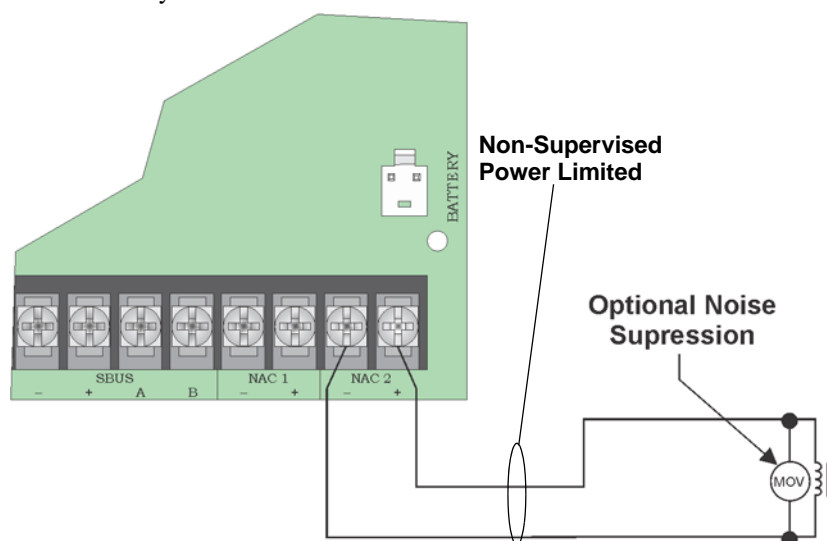 Non-Supervised
Power Limited
BATTERY
Optional Noise
Supression
SBUS NAC 1 NAC 2
- + A B - + - +
MOV